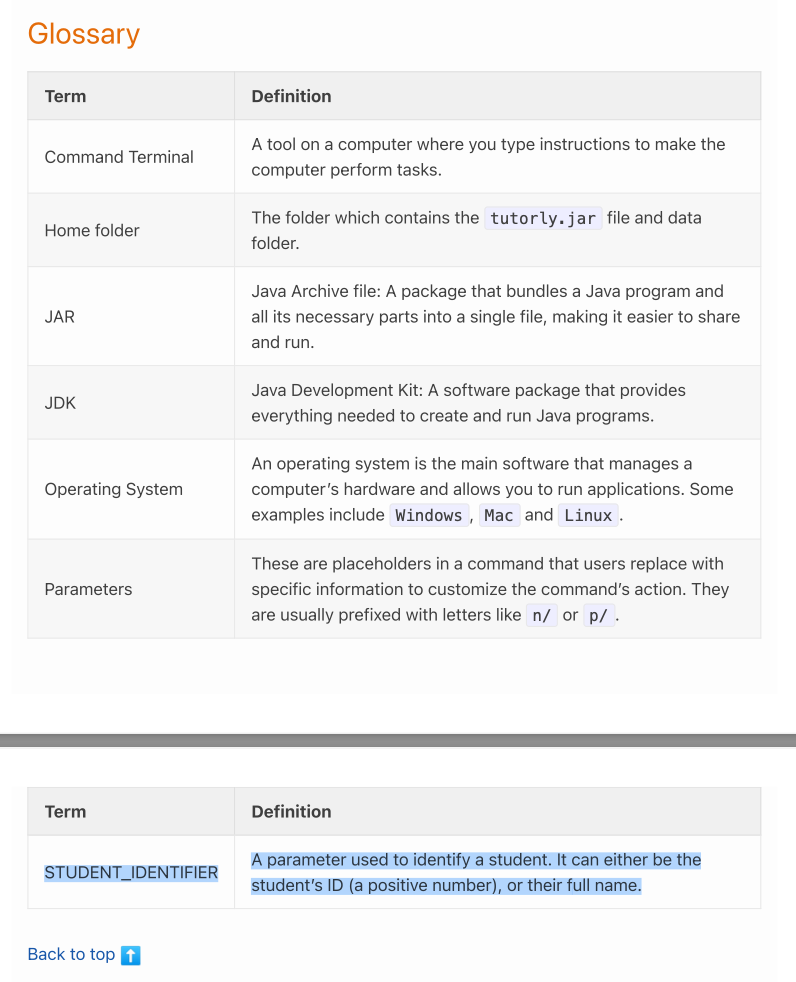 Glossary
Term Definition
Command Terminal
A tool on a computer where you type instructions to make the
computer perform tasks.
Home folder
The folder which contains the tutorly.jar file and data
folder.
JAR
Java Archive file: A package that bundles a Java program and
all its necessary parts into a single file, making it easier to share
and run.
JDK
Java Development Kit: A software package that provides
everything needed to create and run Java programs.
Operating System
An operating system is the main software that manages a
computer’s hardware and allows you to run applications. Some
examples include Windows, Mac and Linux.
Parameters
These are placeholders in a command that users replace with
specific information to customize the command’s action. They
are usually prefixed with letters like n/ or p/.
Term Definition
STUDENT_IDENTIFIER
A parameter used to identify a student. It can either be the
student’s ID (a positive number), or their full name.
Back to top ⬆️